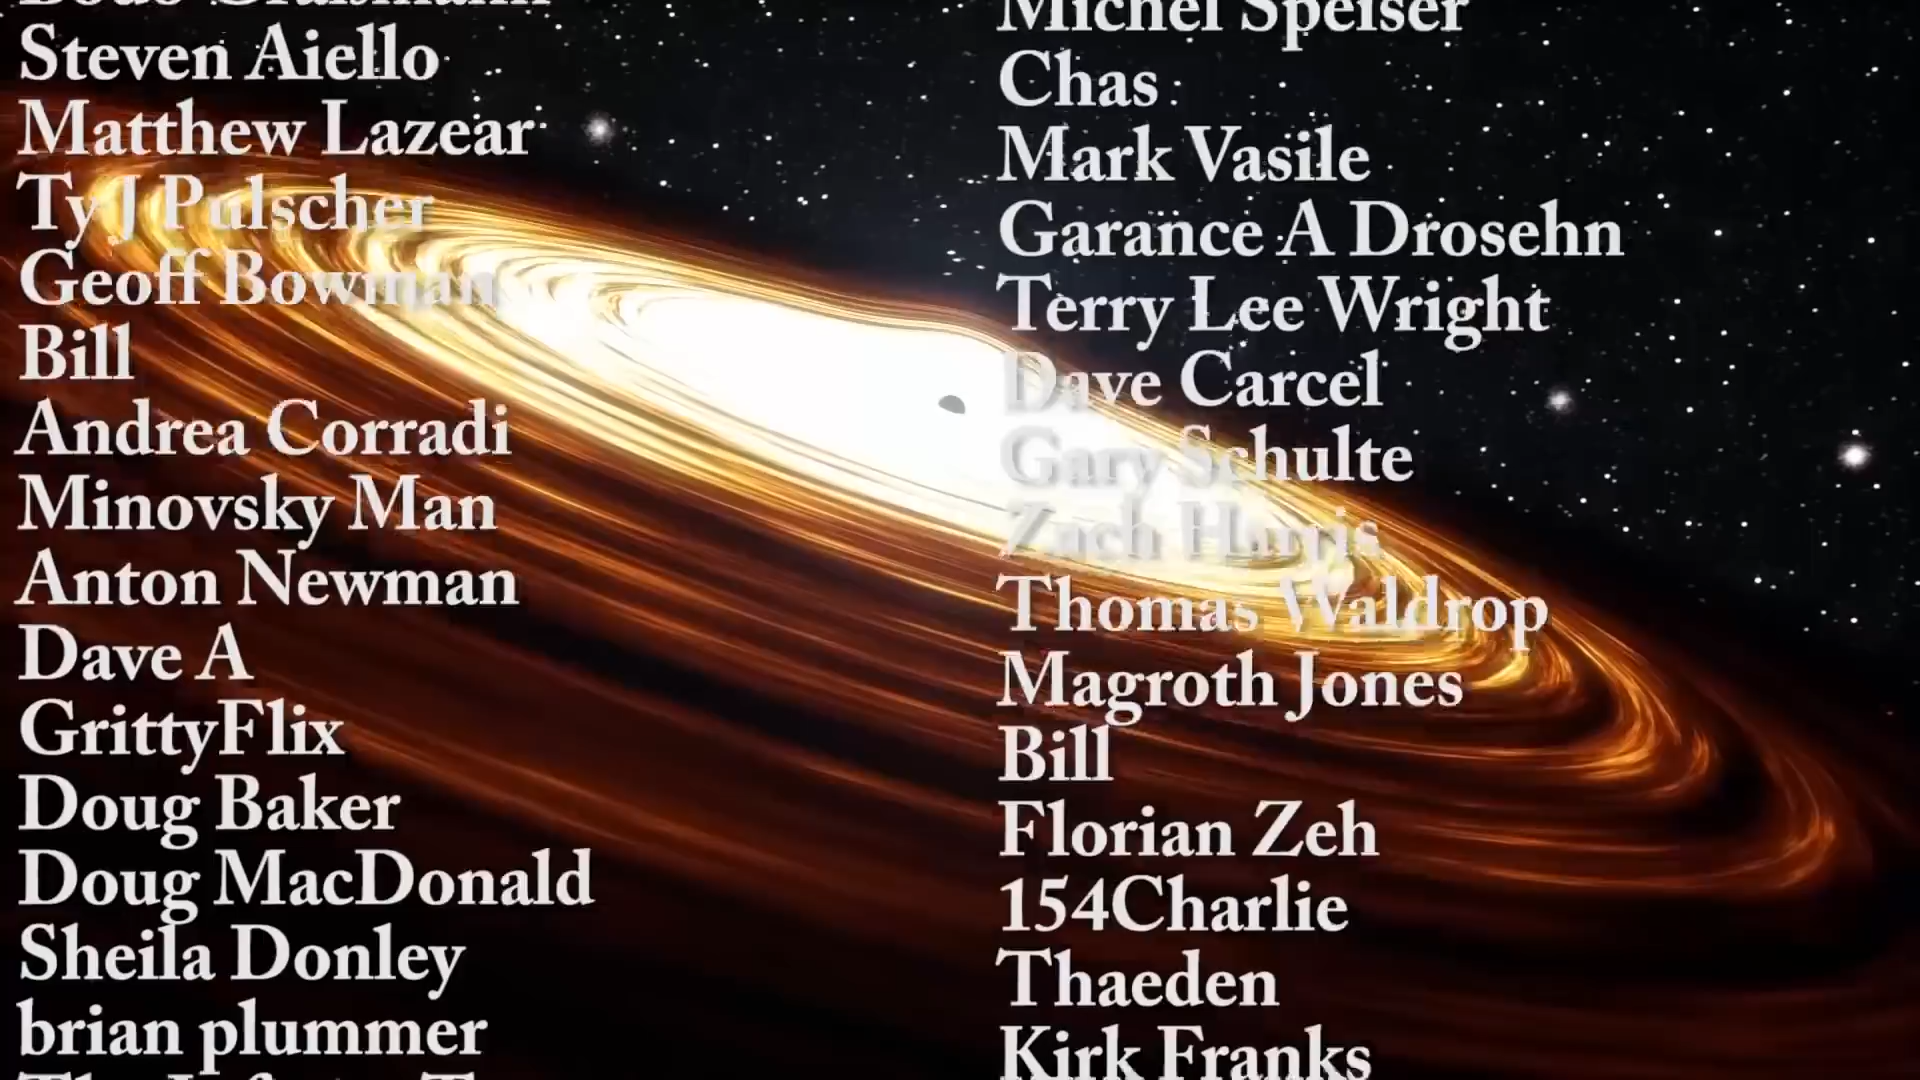 Steven Aiello
Matthew Lazear
Ty J Pulscher
Geoff Bowman
Bill
Andrea Corradi
Minovsky Man
Anton Newman
Dave A
GrittyFlix
Doug Baker
Doug MacDonald
Sheila Donley
brian plummer
Michel Speiser
Chas
Mark Vasile
Garance A Drosehn
Terry Lee Wright
Dave Carcel
Gary Schulte
Zach Harris
Thomas Waldrop
Magroth Jones
Bill
Florian Zeh
154Charlie
Thaeden
Kirk Franks